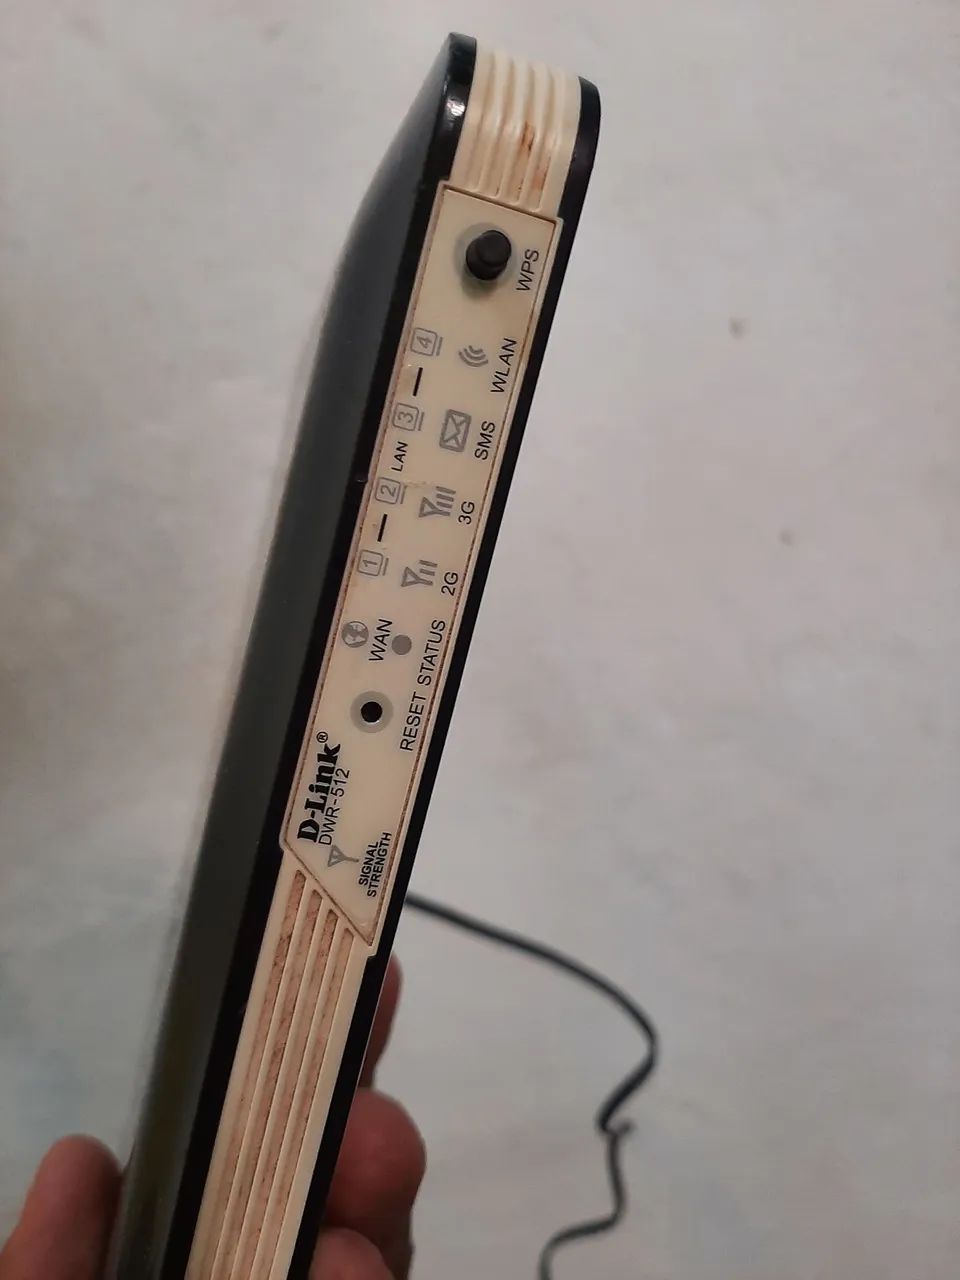 D-Link®
DWR-512
SIGNAL
STRENGTH
RESET
STATUS
WAN
1
2
LAN
3
4
2G
3G
SMS
WLAN
WPS